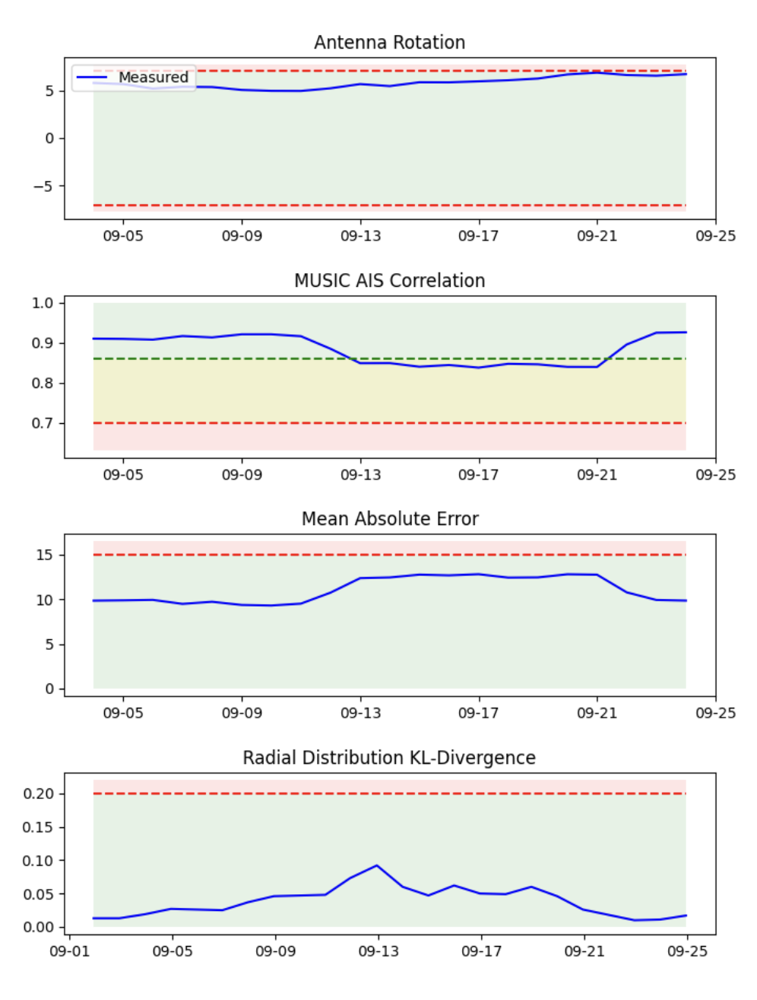 Antenna Rotation
Measured
5
0
−5
09-05 09-09 09-13 09-17 09-21 09-25
MUSIC AIS Correlation
1.0
0.9
0.8
0.7
09-05 09-09 09-13 09-17 09-21 09-25
Mean Absolute Error
15
10
5
0
09-05 09-09 09-13 09-17 09-21 09-25
Radial Distribution KL-Divergence
0.20
0.15
0.10
0.05
0.00
09-01 09-05 09-09 09-13 09-17 09-21 09-25